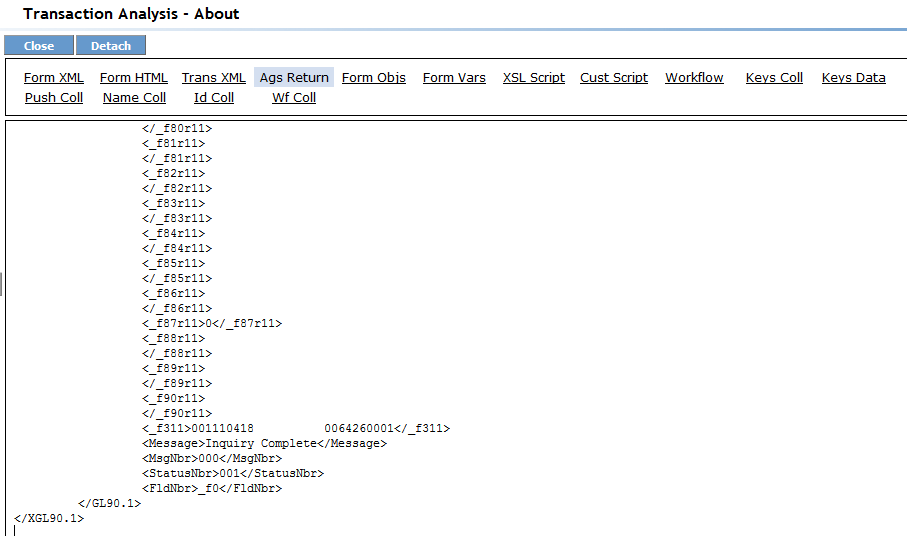 Transaction Analysis - About
Close Detach
Form XML Form HTML Trans XML Ags Return Form Objs Form Vars XSL Script Cust Script Workflow Keys Coll Keys Data
Push Coll Name Coll Id Coll Wf Coll
</_f80r11>
<_f81r11>
</_f81r11>
<_f82r11>
</_f82r11>
<_f83r11>
</_f83r11>
<_f84r11>
</_f84r11>
<_f85r11>
</_f85r11>
<_f86r11>
</_f86r11>
<_f87r11>0</_f87r11>
<_f88r11>
</_f88r11>
<_f89r11>
</_f89r11>
<_f90r11>
</_f90r11>
<_f311>001110418          0064260001</_f311>
<Message>Inquiry Complete</Message>
<MsgNbr>000</MsgNbr>
<StatusNbr>001</StatusNbr>
<FldNbr>_f0</FldNbr>
</GL90.1>
</XGL90.1>